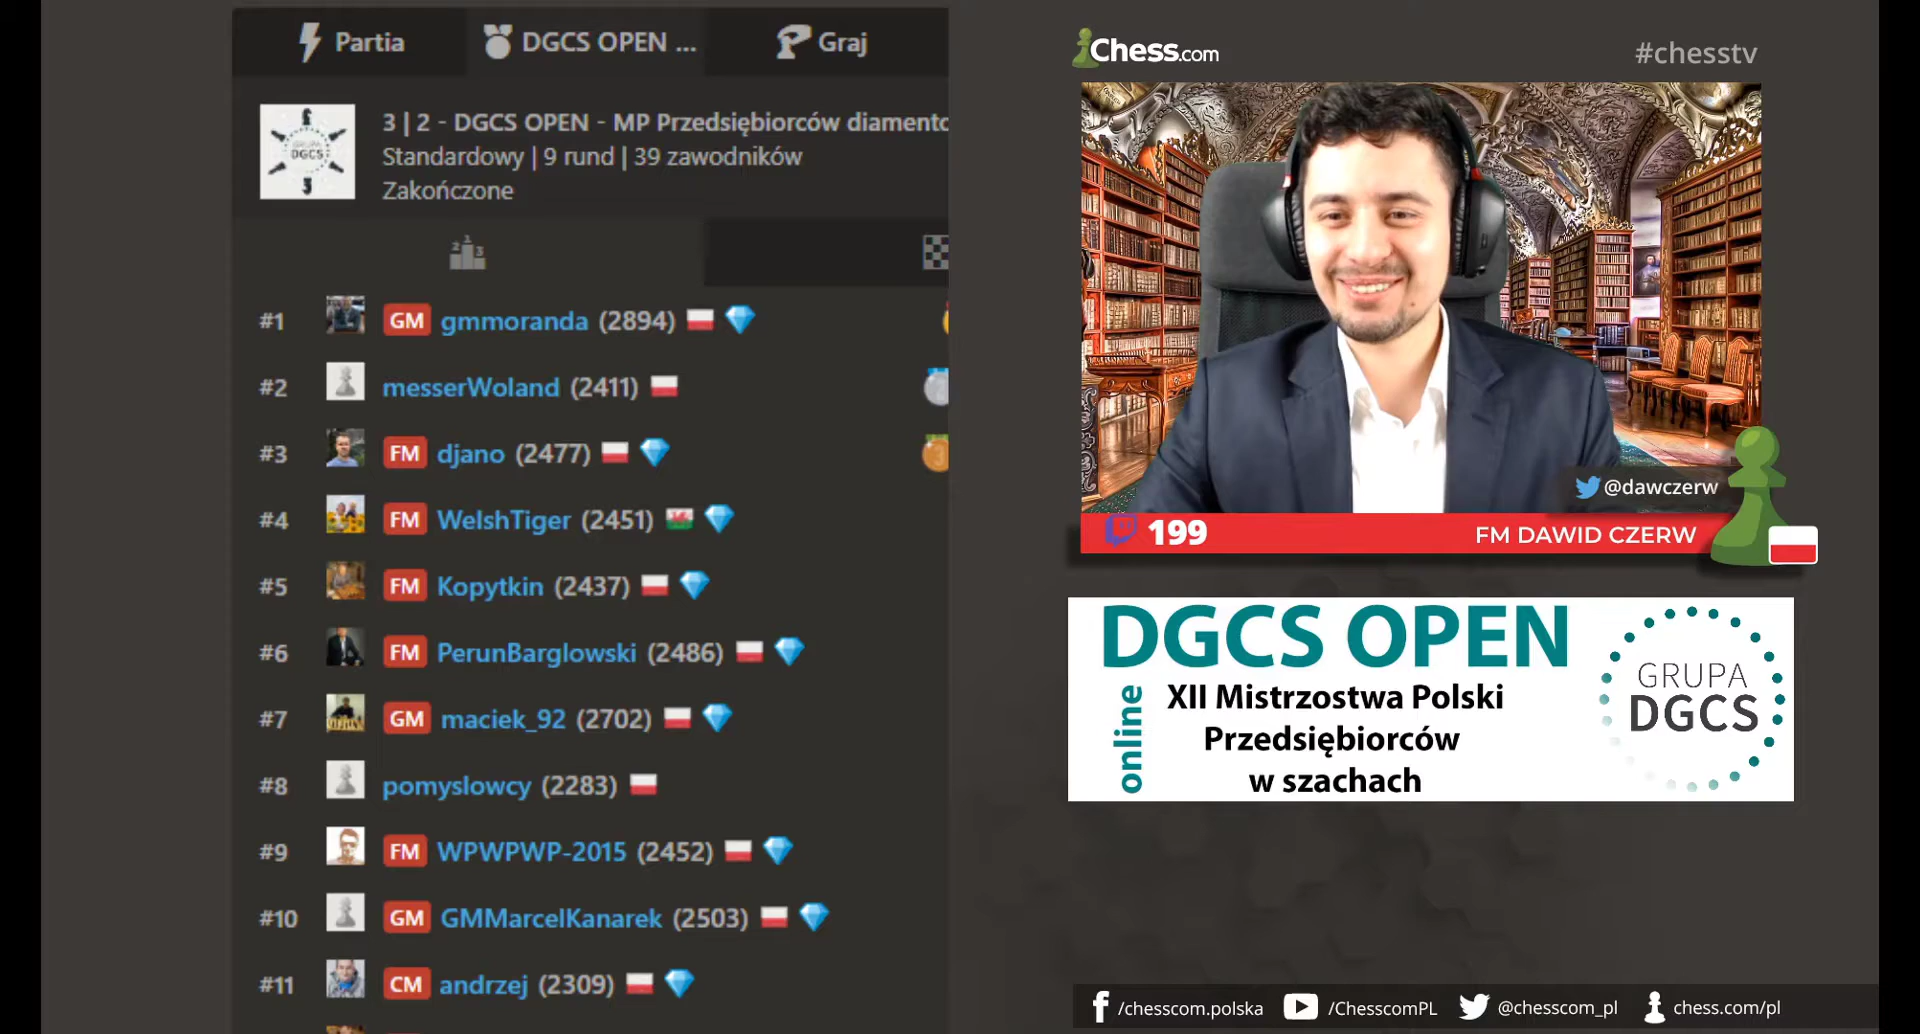 Partia
DGCS OPEN ...
Graj
3 | 2 - DGCS OPEN - MP Przedsiębiorców diamento
Standardowy | 9 rund | 39 zawodników
Zakończone
GRUPA
DGCS
#1 GM gmmoranda (2894)
#2 messerWoland (2411)
#3 FM djano (2477)
#4 FM WelshTiger (2451)
#5 FM Kopytkin (2437)
#6 FM PerunBarglowski (2486)
#7 GM maciek_92 (2702)
#8 pomyslowcy (2283)
#9 FM WPWPWP-2015 (2452)
#10 GM GMMarcelKanarek (2503)
#11 CM andrzej (2309)
Chess.com
#chesstv
@dawczerw
199
FM DAWID CZERW
DGCS OPEN
online
XII Mistrzostwa Polski
Przedsiębiorców
w szachach
GRUPA
DGCS
/chesscom.polska
/ChesscomPL
@chesscom_pl
chess.com/pl